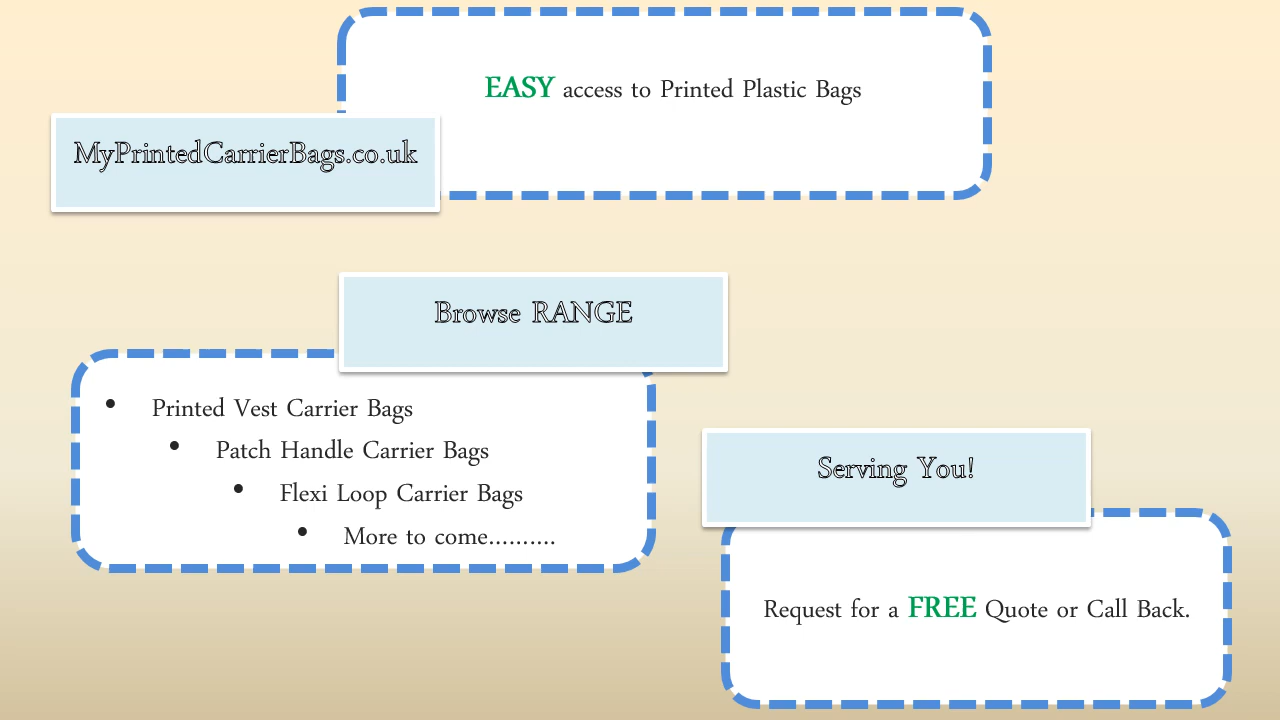 EASY access to Printed Plastic Bags
MyPrintedCarrierBags.co.uk
Browse RANGE
• Printed Vest Carrier Bags
• Patch Handle Carrier Bags
• Flexi Loop Carrier Bags
• More to come..........
Serving You!
Request for a FREE Quote or Call Back.